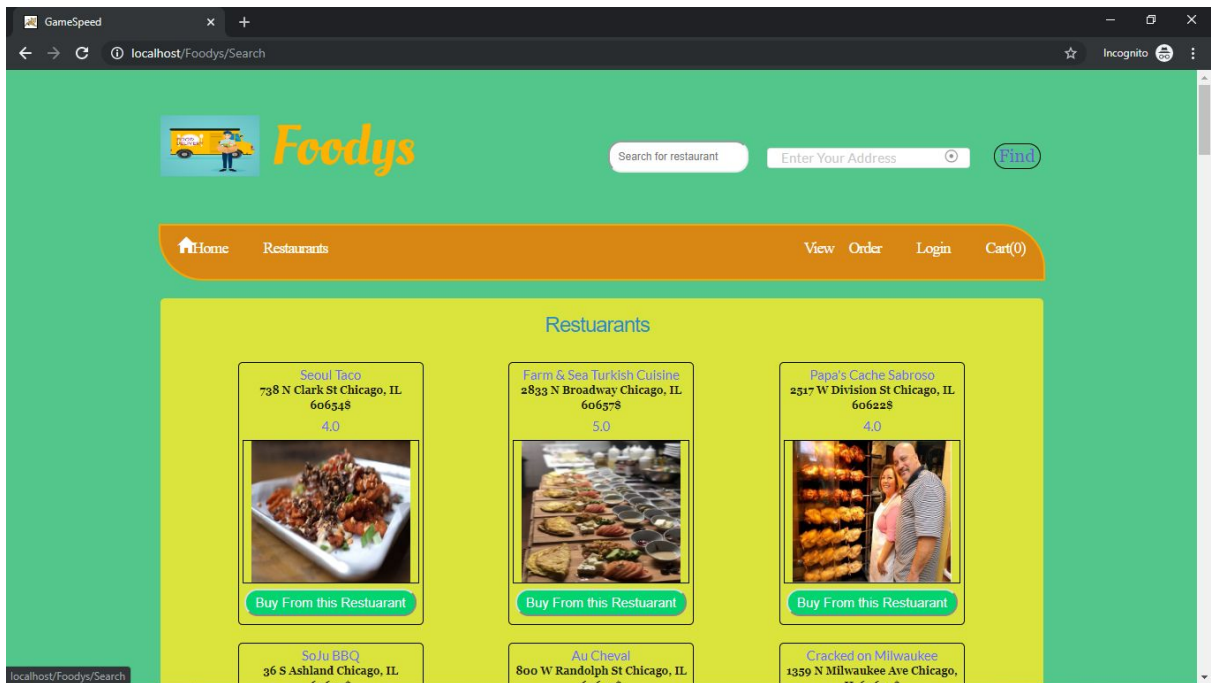 GameSpeed
localhost/Foodys/Search
Incognito
Foodys
Search for restaurant
Enter Your Address
Find
Home Restaurants View Order Login Cart(0)
Restuarants
Seoul Taco
738 N Clark St Chicago, IL
60654$
4.0
Buy From this Restuarant
Farm & Sea Turkish Cuisine
2833 N Broadway Chicago, IL
60657$
5.0
Buy From this Restuarant
Papa's Cache Sabroso
2517 W Division St Chicago, IL
60622$
4.0
Buy From this Restuarant
SoJu BBQ
36 S Ashland Chicago, IL
Au Cheval
800 W Randolph St Chicago, IL
Cracked on Milwaukee
1359 N Milwaukee Ave Chicago,
localhost/Foodys/Search